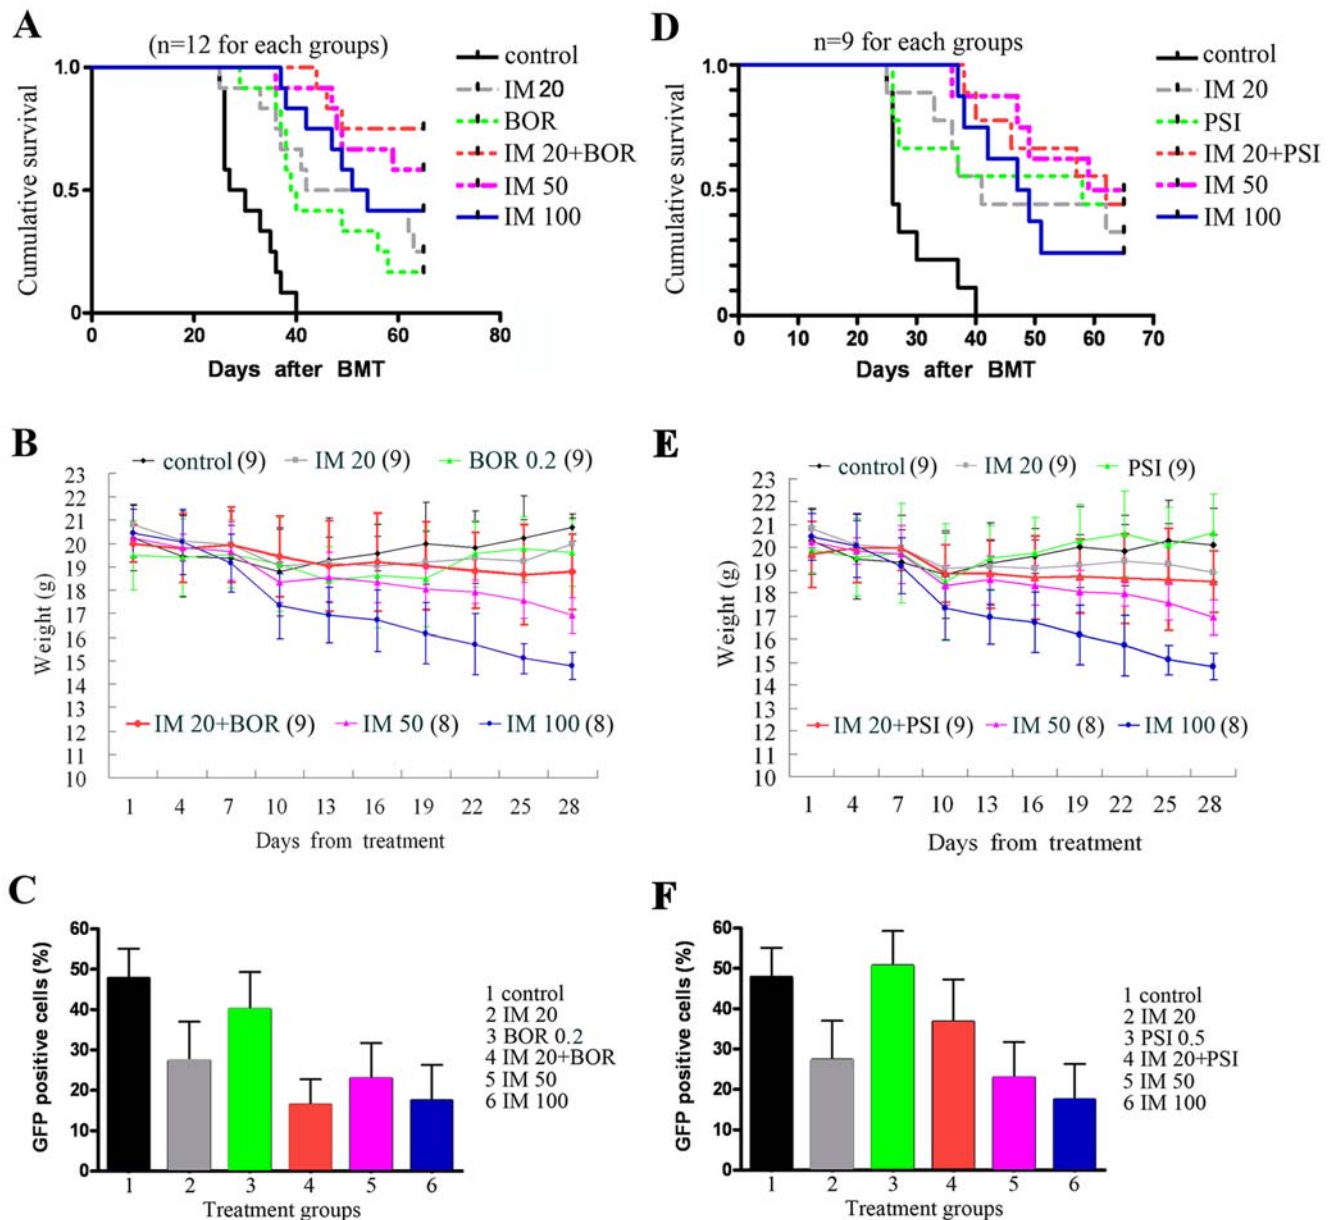 A
(n=12 for each groups)
1.0
0.5
0
Cumulative survival
0 20 40 60 80
Days after BMT
control
IM 20
BOR
IM 20+BOR
IM 50
IM 100
D
n=9 for each groups
1.0
0.5
0
Cumulative survival
0 10 20 30 40 50 60 70
Days after BMT
control
IM 20
PSI
IM 20+PSI
IM 50
IM 100
B
control (9) IM 20 (9) BOR 0.2 (9)
23
22
21
20
19
18
17
16
15
14
13
12
11
10
Weight (g)
IM 20+BOR (9) IM 50 (8) IM 100 (8)
1 4 7 10 13 16 19 22 25 28
Days from treatment
E
control (9) IM 20 (9) PSI (9)
23
22
21
20
19
18
17
16
15
14
13
12
11
10
Weight (g)
IM 20+PSI (9) IM 50 (8) IM 100 (8)
1 4 7 10 13 16 19 22 25 28
Days from treatment
C
60
50
40
30
20
10
0
GFP positive cells (%)
1 2 3 4 5 6
Treatment groups
1 control
2 IM 20
3 BOR 0.2
4 IM 20+BOR
5 IM 50
6 IM 100
F
60
50
40
30
20
10
0
GFP positive cells (%)
1 2 3 4 5 6
Treatment groups
1 control
2 IM 20
3 PSI 0.5
4 IM 20+PSI
5 IM 50
6 IM 100